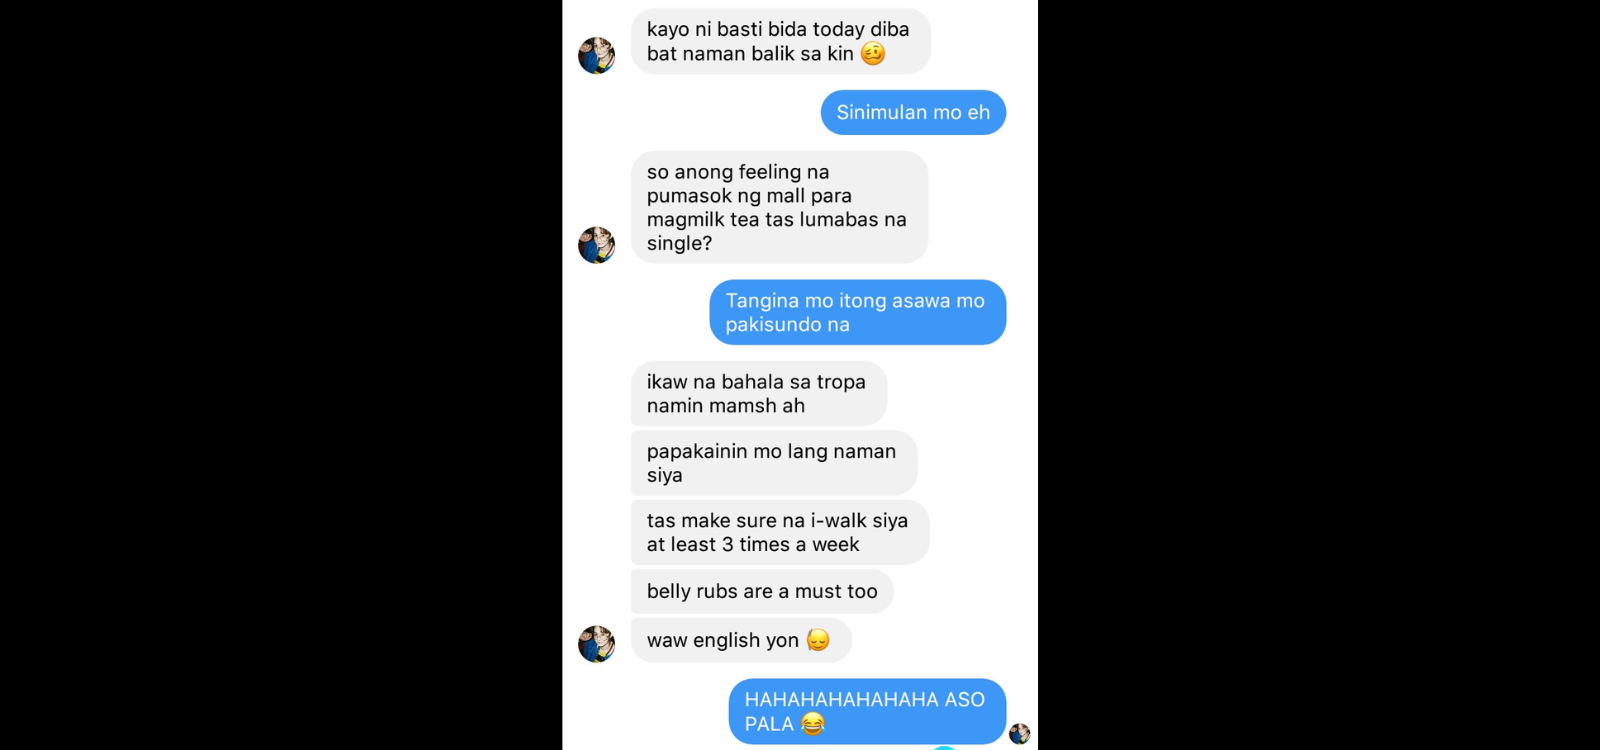 kayo ni basti bida today diba
bat naman balik sa kin 🥴
Sinimulan mo eh
so anong feeling na
pumasok ng mall para
magmilk tea tas lumabas na
single?
Tangina mo itong asawa mo
pakisundo na
ikaw na bahala sa tropa
namin mamsh ah
papakainin mo lang naman
siya
tas make sure na i-walk siya
at least 3 times a week
belly rubs are a must too
waw english yon 😓
HAHAHAHAHAHAHA ASO
PALA 😂